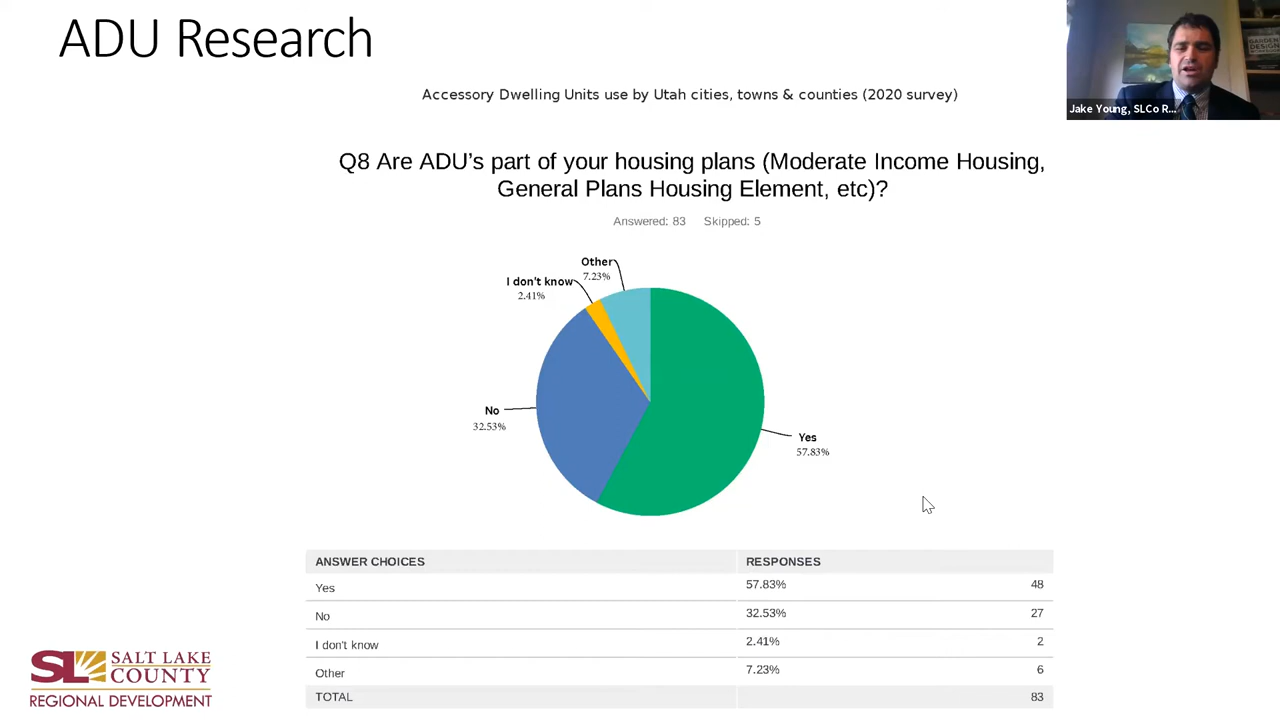 ADU Research
Jake Young, SLCo R...
Accessory Dwelling Units use by Utah cities, towns & counties (2020 survey)
Q8 Are ADU's part of your housing plans (Moderate Income Housing,
General Plans Housing Element, etc)?
Answered: 83 Skipped: 5
Other
7.23%
I don't know
2.41%
No
32.53%
Yes
57.83%
ANSWER CHOICES RESPONSES
Yes 57.83% 48
No 32.53% 27
I don't know 2.41% 2
Other 7.23% 6
TOTAL 83
SL SALT LAKE
COUNTY
REGIONAL DEVELOPMENT